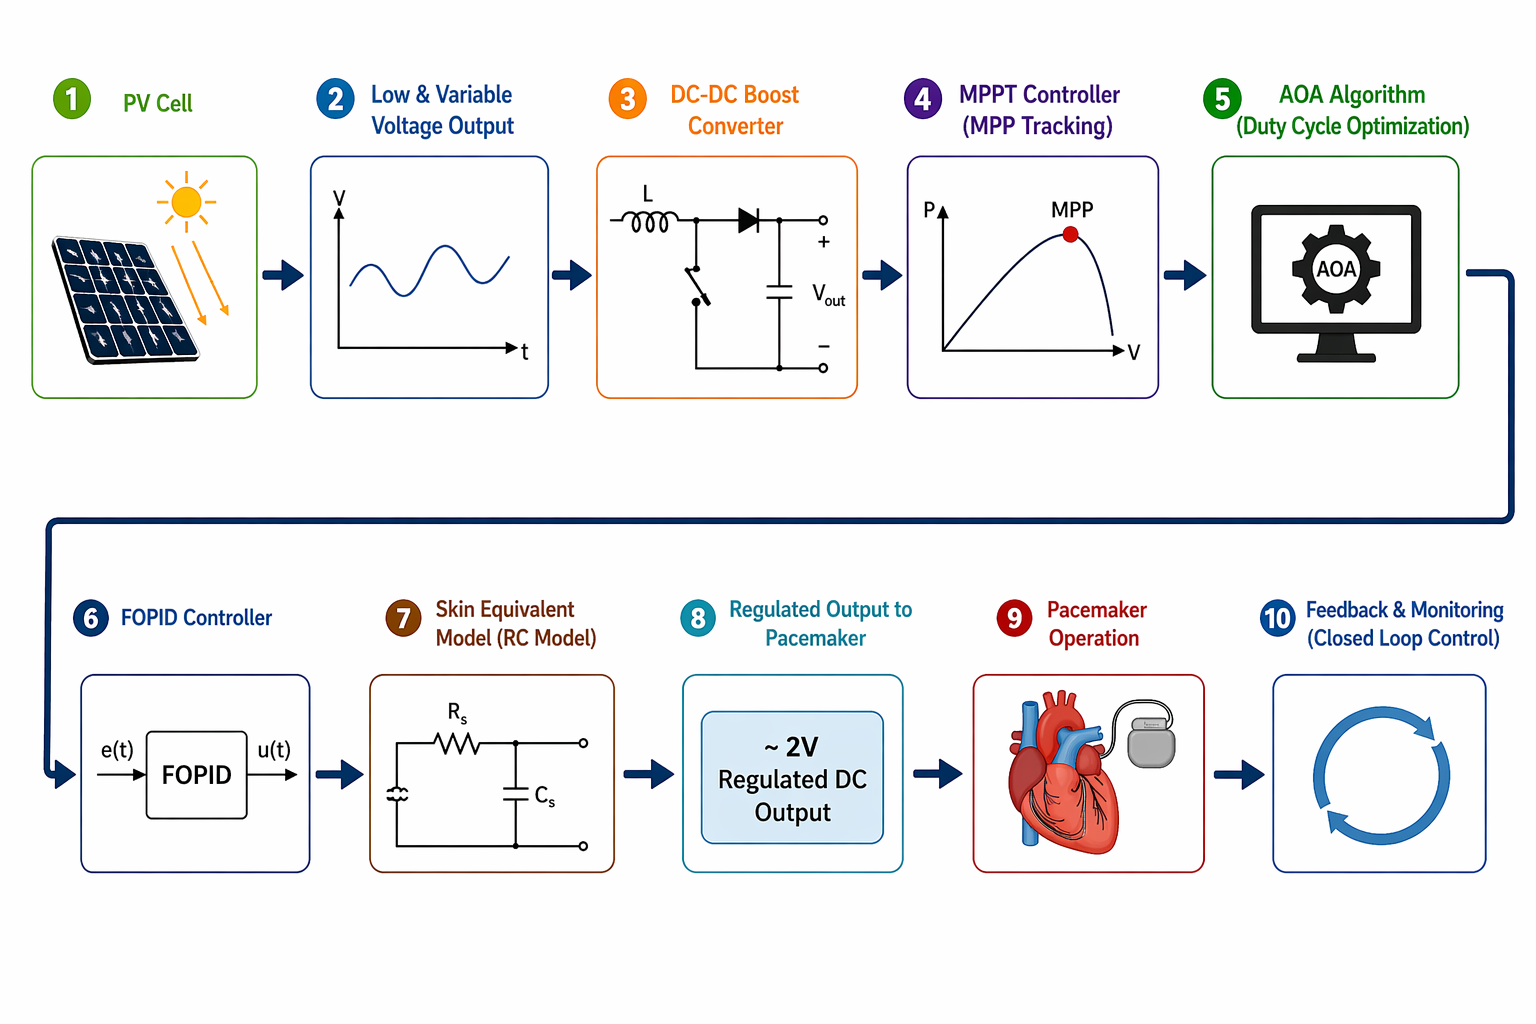 1 PV Cell
2 Low & Variable
Voltage Output
3 DC-DC Boost
Converter
4 MPPT Controller
(MPP Tracking)
5 AOA Algorithm
(Duty Cycle Optimization)
V
t
L
+
Vout
−
P
MPP
V
AOA
6 FOPID Controller
7 Skin Equivalent
Model (RC Model)
8 Regulated Output to
Pacemaker
9 Pacemaker
Operation
10 Feedback & Monitoring
(Closed Loop Control)
e(t)
FOPID
u(t)
Rs
Cs
~ 2V
Regulated DC
Output